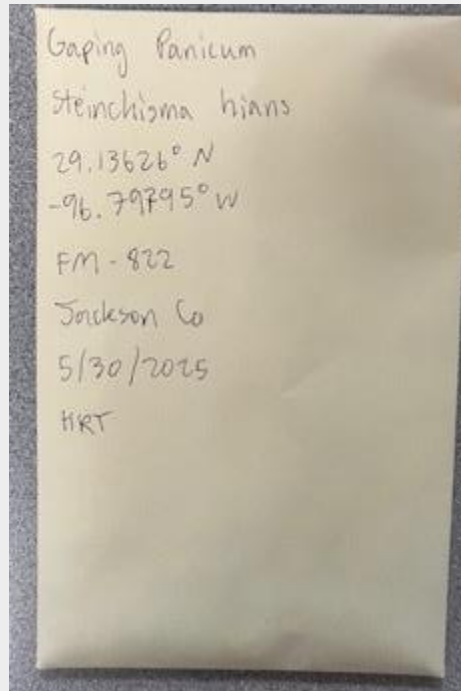 Gaping Panicum
Steinchisma hians
29.13626° N
-96.79795° W
FM-822
Jackson Co
5/30/2025
HRT